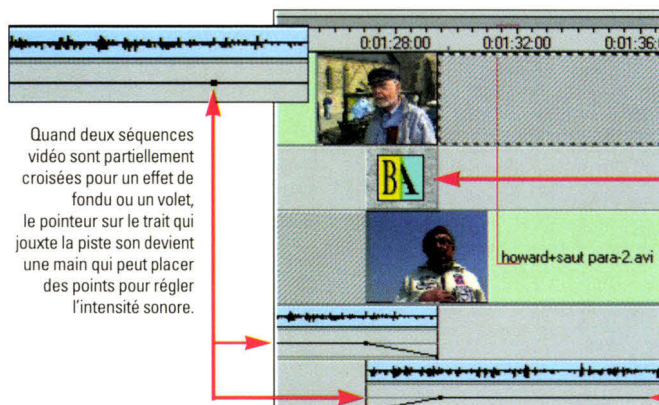 0:01:28:00 0:01:32:00 0:01:36:
Quand deux séquences
vidéo sont partiellement
croisées pour un effet de
fondu ou un volet,
le pointeur sur le trait qui
jouxte la piste son devient
une main qui peut placer
des points pour régler
l'intensité sonore.
BA
howard+saut para-2.avi